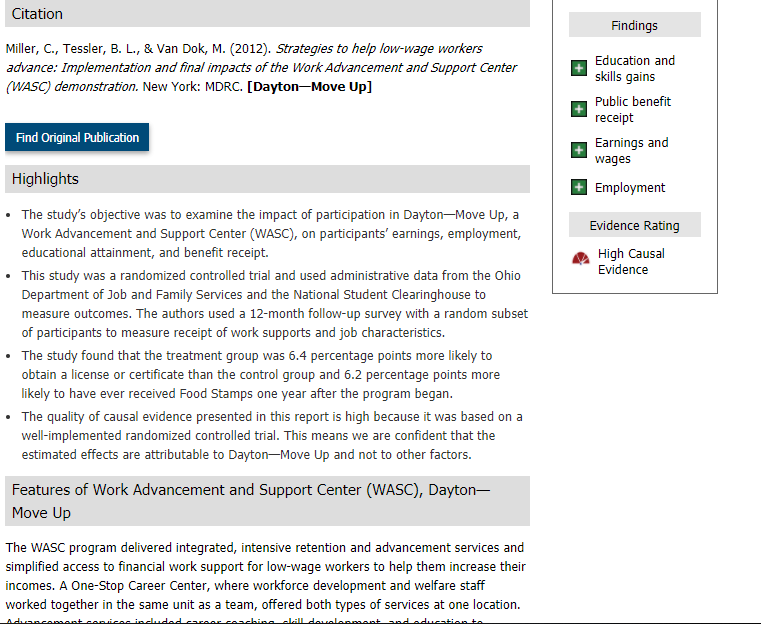 Citation
Miller, C., Tessler, B. L., & Van Dok, M. (2012). Strategies to help low-wage workers
advance: Implementation and final impacts of the Work Advancement and Support Center
(WASC) demonstration. New York: MDRC. [Dayton—Move Up]
Find Original Publication
Highlights
• The study’s objective was to examine the impact of participation in Dayton—Move Up, a
Work Advancement and Support Center (WASC), on participants’ earnings, employment,
educational attainment, and benefit receipt.
• This study was a randomized controlled trial and used administrative data from the Ohio
Department of Job and Family Services and the National Student Clearinghouse to
measure outcomes. The authors used a 12-month follow-up survey with a random subset
of participants to measure receipt of work supports and job characteristics.
• The study found that the treatment group was 6.4 percentage points more likely to
obtain a license or certificate than the control group and 6.2 percentage points more
likely to have ever received Food Stamps one year after the program began.
• The quality of causal evidence presented in this report is high because it was based on a
well-implemented randomized controlled trial. This means we are confident that the
estimated effects are attributable to Dayton—Move Up and not to other factors.
Features of Work Advancement and Support Center (WASC), Dayton—
Move Up
The WASC program delivered integrated, intensive retention and advancement services and
simplified access to financial work support for low-wage workers to help them increase their
incomes. A One-Stop Career Center, where workforce development and welfare staff
worked together in the same unit as a team, offered both types of services at one location.
Advancement services included career coaching, skill development, and education to
Findings
Education and
skills gains
Public benefit
receipt
Earnings and
wages
Employment
Evidence Rating
High Causal
Evidence